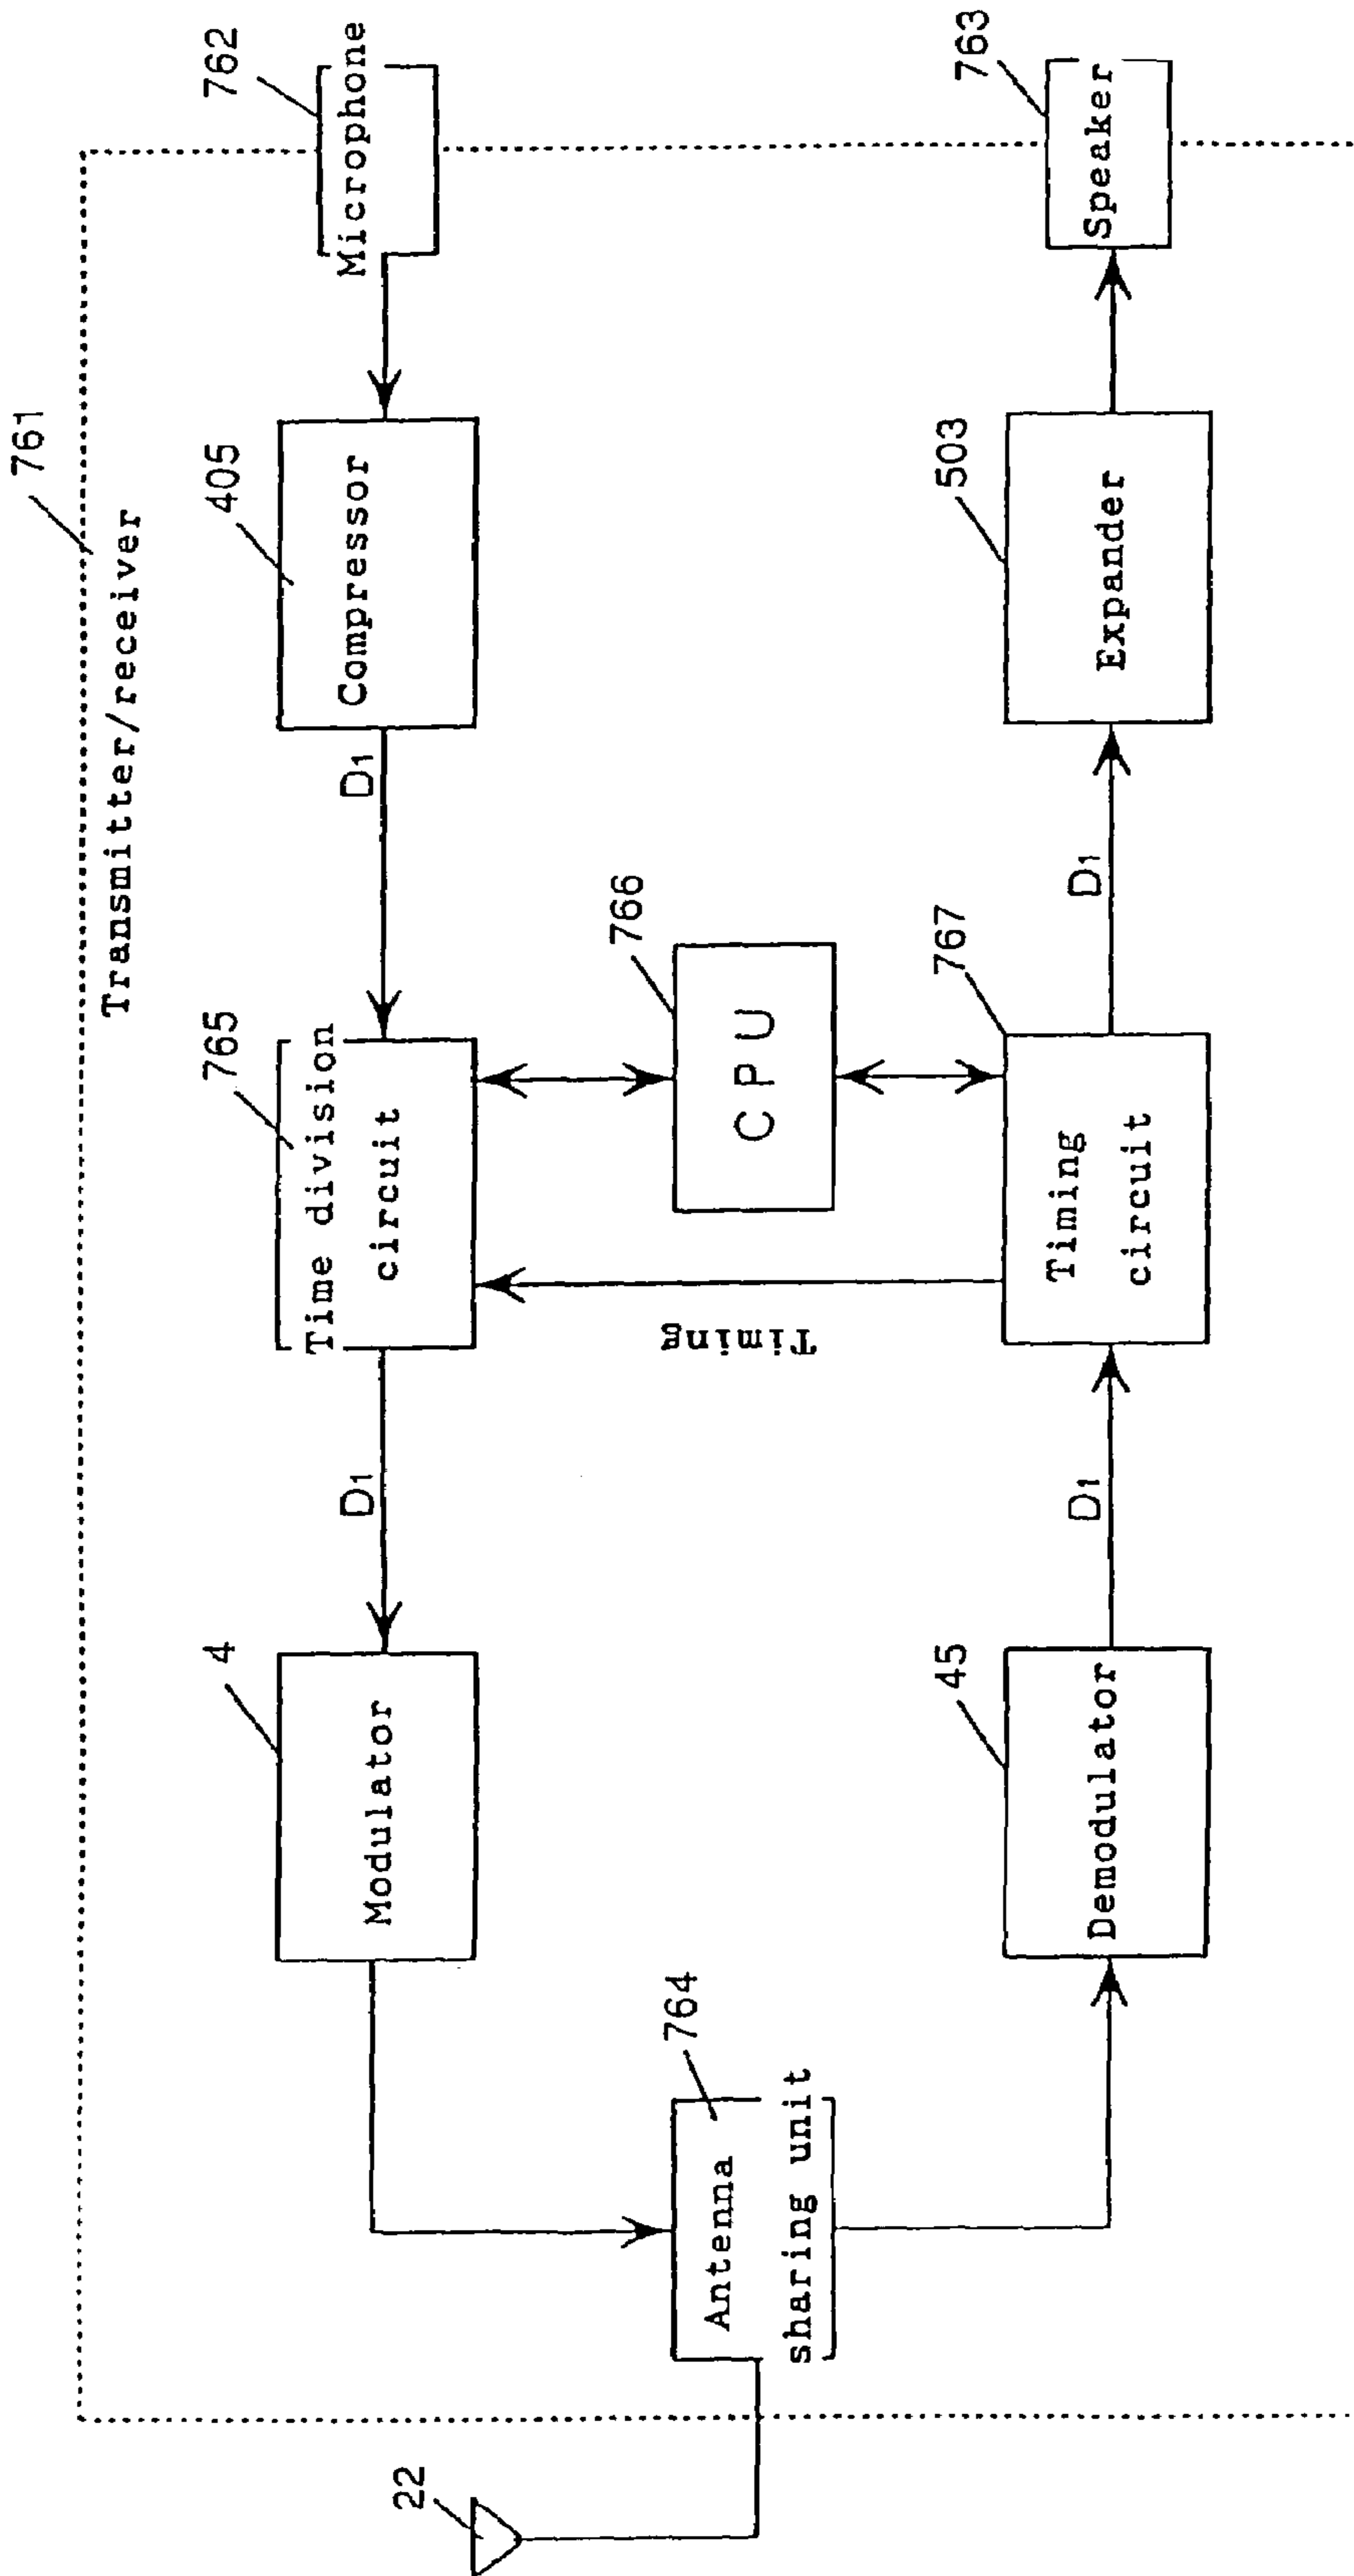 761
Transmitter/receiver
22
764
Antenna
sharing unit
4
Modulator
D1
765
Time division
circuit
D1
405
Compressor
762
Microphone
Timing
766
CPU
45
Demodulator
D1
767
Timing
circuit
D1
503
Expander
763
Speaker